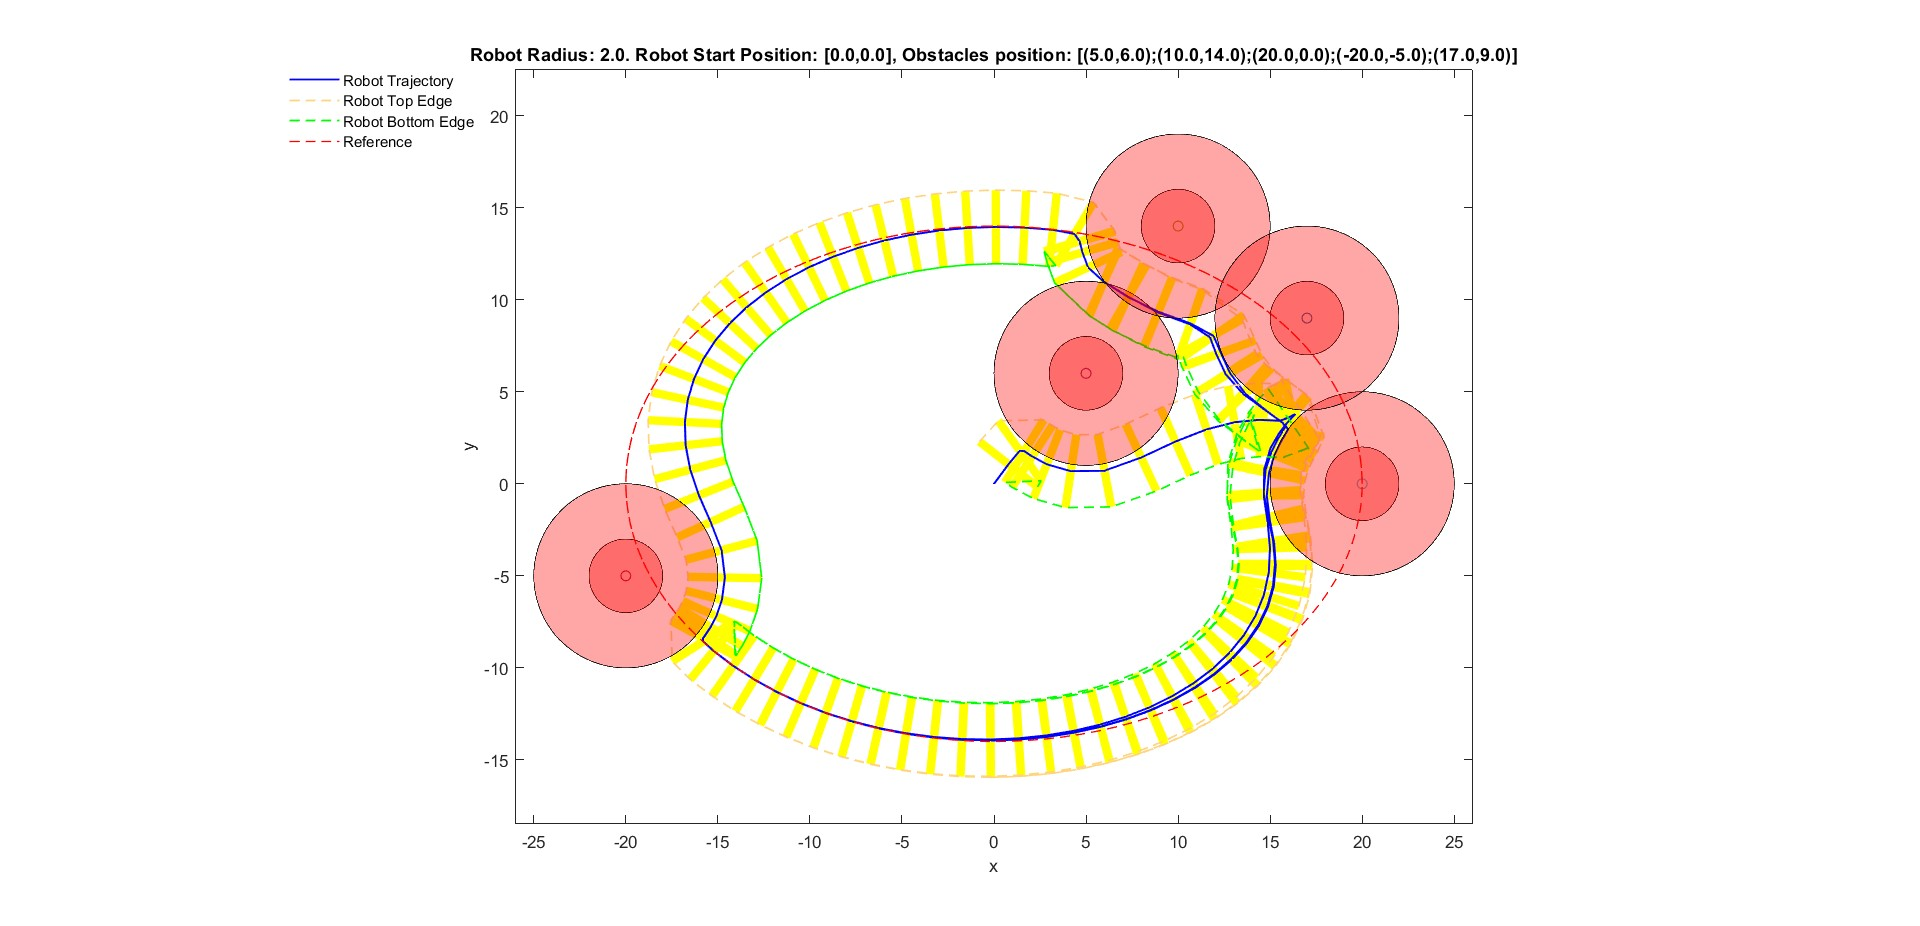 Robot Radius: 2.0. Robot Start Position: [0.0,0.0], Obstacles position: [(5.0,6.0);(10.0,14.0);(20.0,0.0);(-20.0,-5.0);(17.0,9.0)]
Robot Trajectory
Robot Top Edge
Robot Bottom Edge
Reference
20
15
10
5
0
-5
-10
-15
y
-25 -20 -15 -10 -5 0 5 10 15 20 25
x